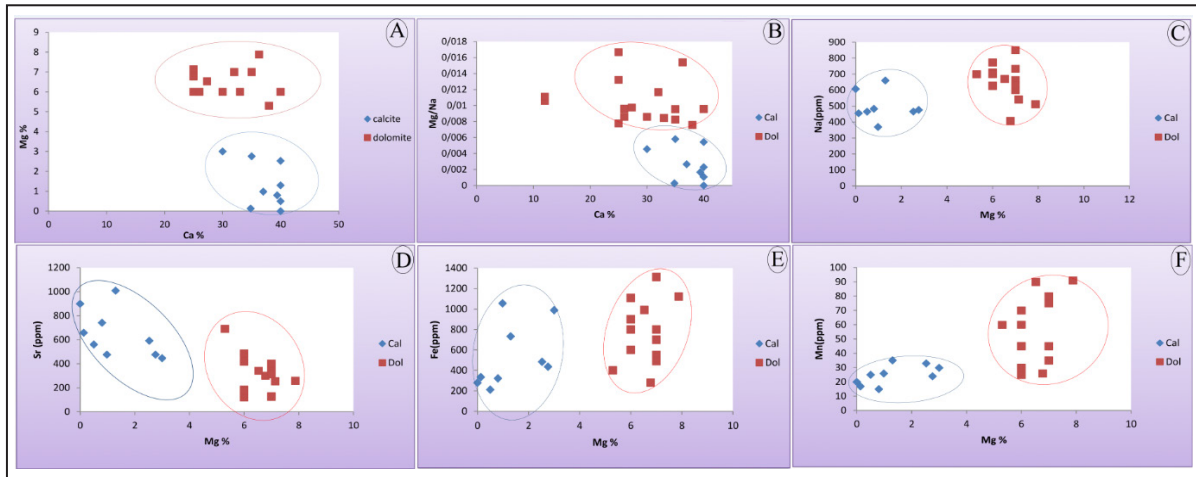 A
Mg %
9
8
7
6
5
4
3
2
1
0
0 10 20 30 40 50
Ca %
calcite
dolomite
B
Mg/Na
0/018
0/016
0/014
0/012
0/01
0/008
0/006
0/004
0/002
0
0 10 20 30 40
Ca %
Cal
Dol
C
Na(ppm)
900
800
700
600
500
400
300
200
100
0
0 2 4 6 8 10 12
Mg %
Cal
Dol
D
Sr (ppm)
1200
1000
800
600
400
200
0
0 2 4 6 8 10
Mg %
Cal
Dol
E
Fe(ppm)
1400
1200
1000
800
600
400
200
0
0 2 4 6 8 10
Mg %
Cal
Dol
F
Mn(ppm)
100
90
80
70
60
50
40
30
20
10
0
0 2 4 6 8 10
Mg %
Cal
Dol